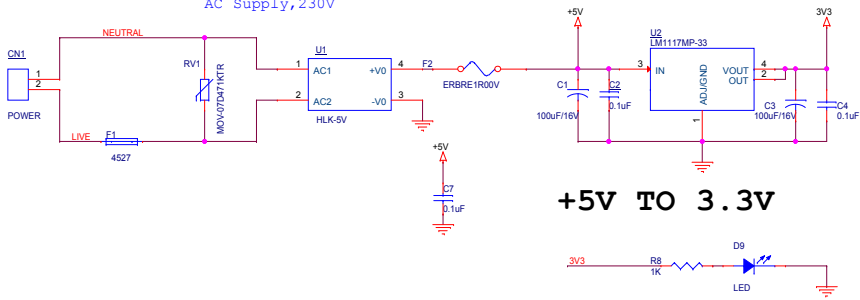 AC Supply,230V
NEUTRAL
CN1
1
2
POWER
LIVE
F1
4527
RV1
MOV-07D471KTR
U1
1 AC1 +V0 4
2 AC2 -V0 3
HLK-5V
F2
ERBRE1R00V
+5V
C7
0.1uF
+5V
C1
100uF/16V
C2
0.1uF
U2
LM1117MP-33
3 IN VOUT 4
OUT 2
ADJ/GND
1
3V3
C3
100uF/16V
C4
0.1uF
+5V TO 3.3V
3V3
R8
1K
D9
LED